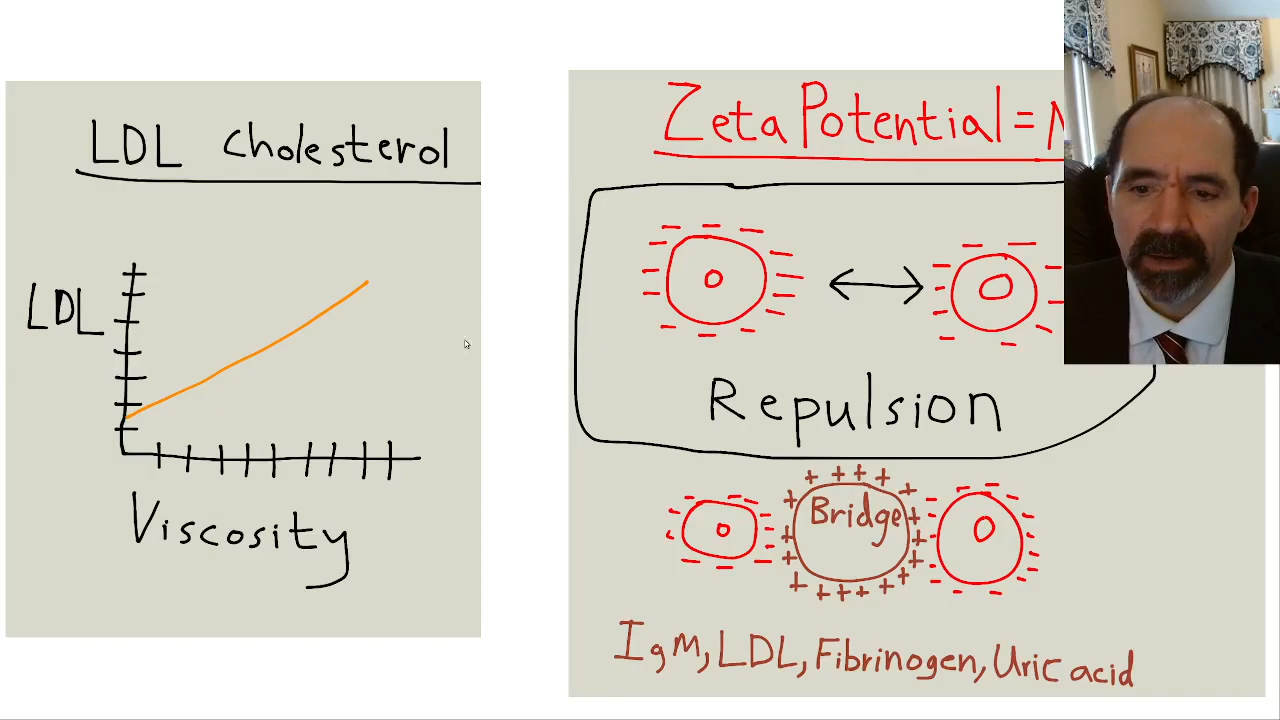 LDL Cholesterol
LDL
Viscosity
Zeta Potential =
Repulsion
Bridge
IgM, LDL, Fibrinogen, Uric acid